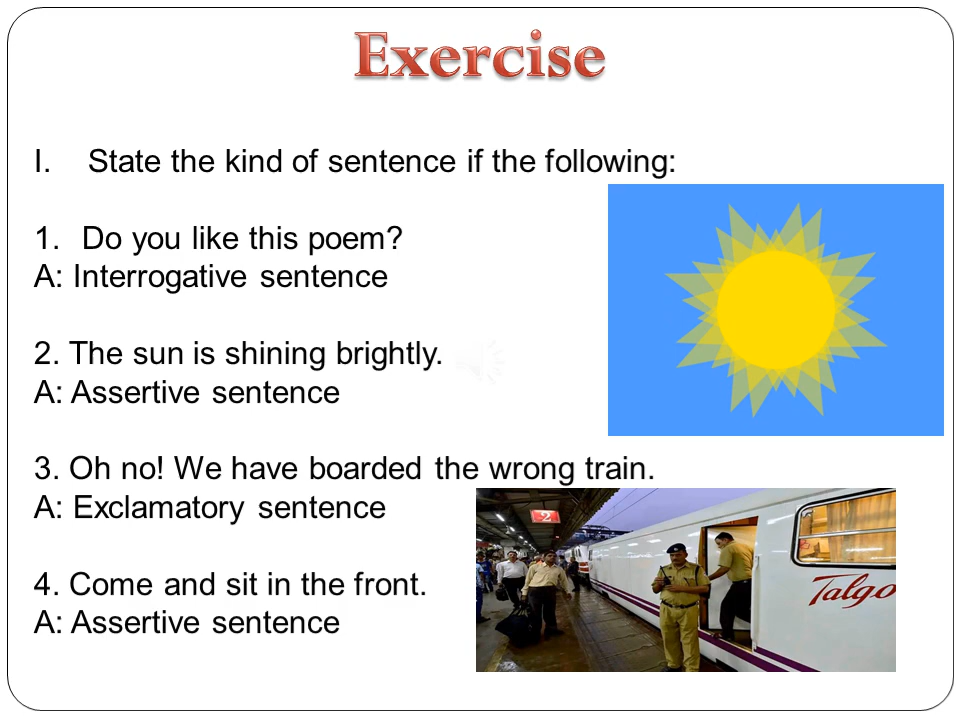 Exercise
I. State the kind of sentence if the following:
1. Do you like this poem?
A: Interrogative sentence
2. The sun is shining brightly.
A: Assertive sentence
3. Oh no! We have boarded the wrong train.
A: Exclamatory sentence
4. Come and sit in the front.
A: Assertive sentence
2
Talgo